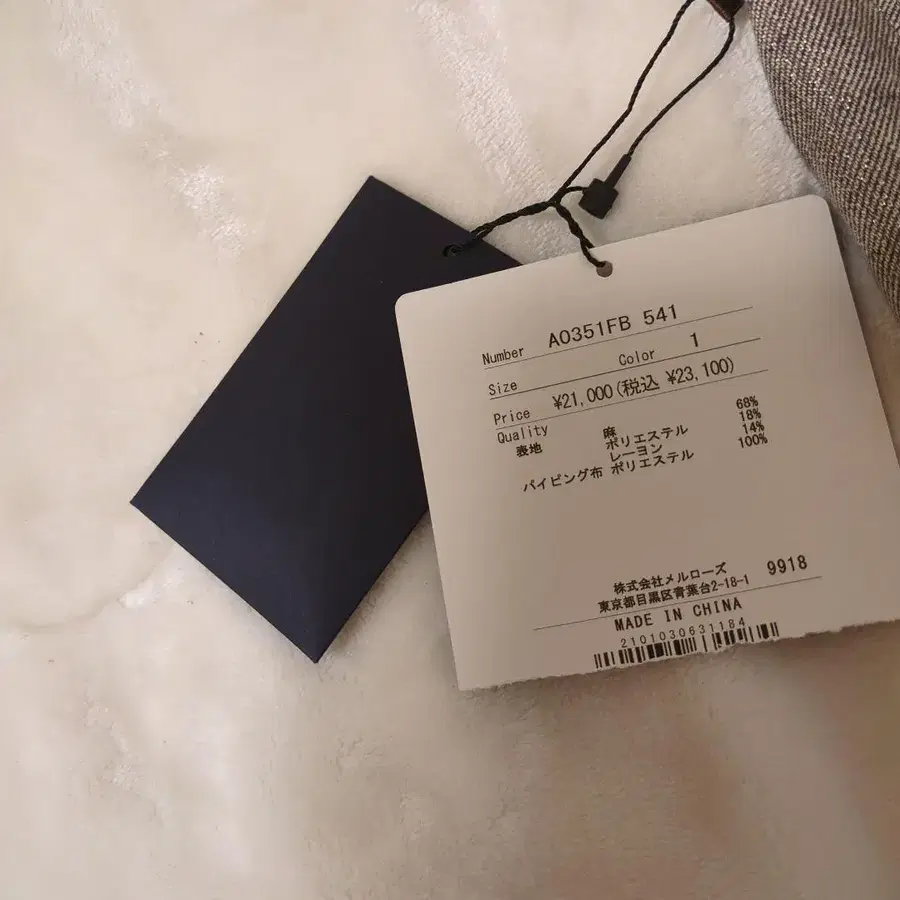 Number A0351FB 541
Size Color 1
Price ¥21,000(税込 ¥23,100)
Quality
表地 麻 68%
ポリエステル 18%
レーヨン 14%
パイピング布 ポリエステル 100%
株式会社メルローズ 9918
東京都目黒区青葉台2-18-1
MADE IN CHINA
2101030631184